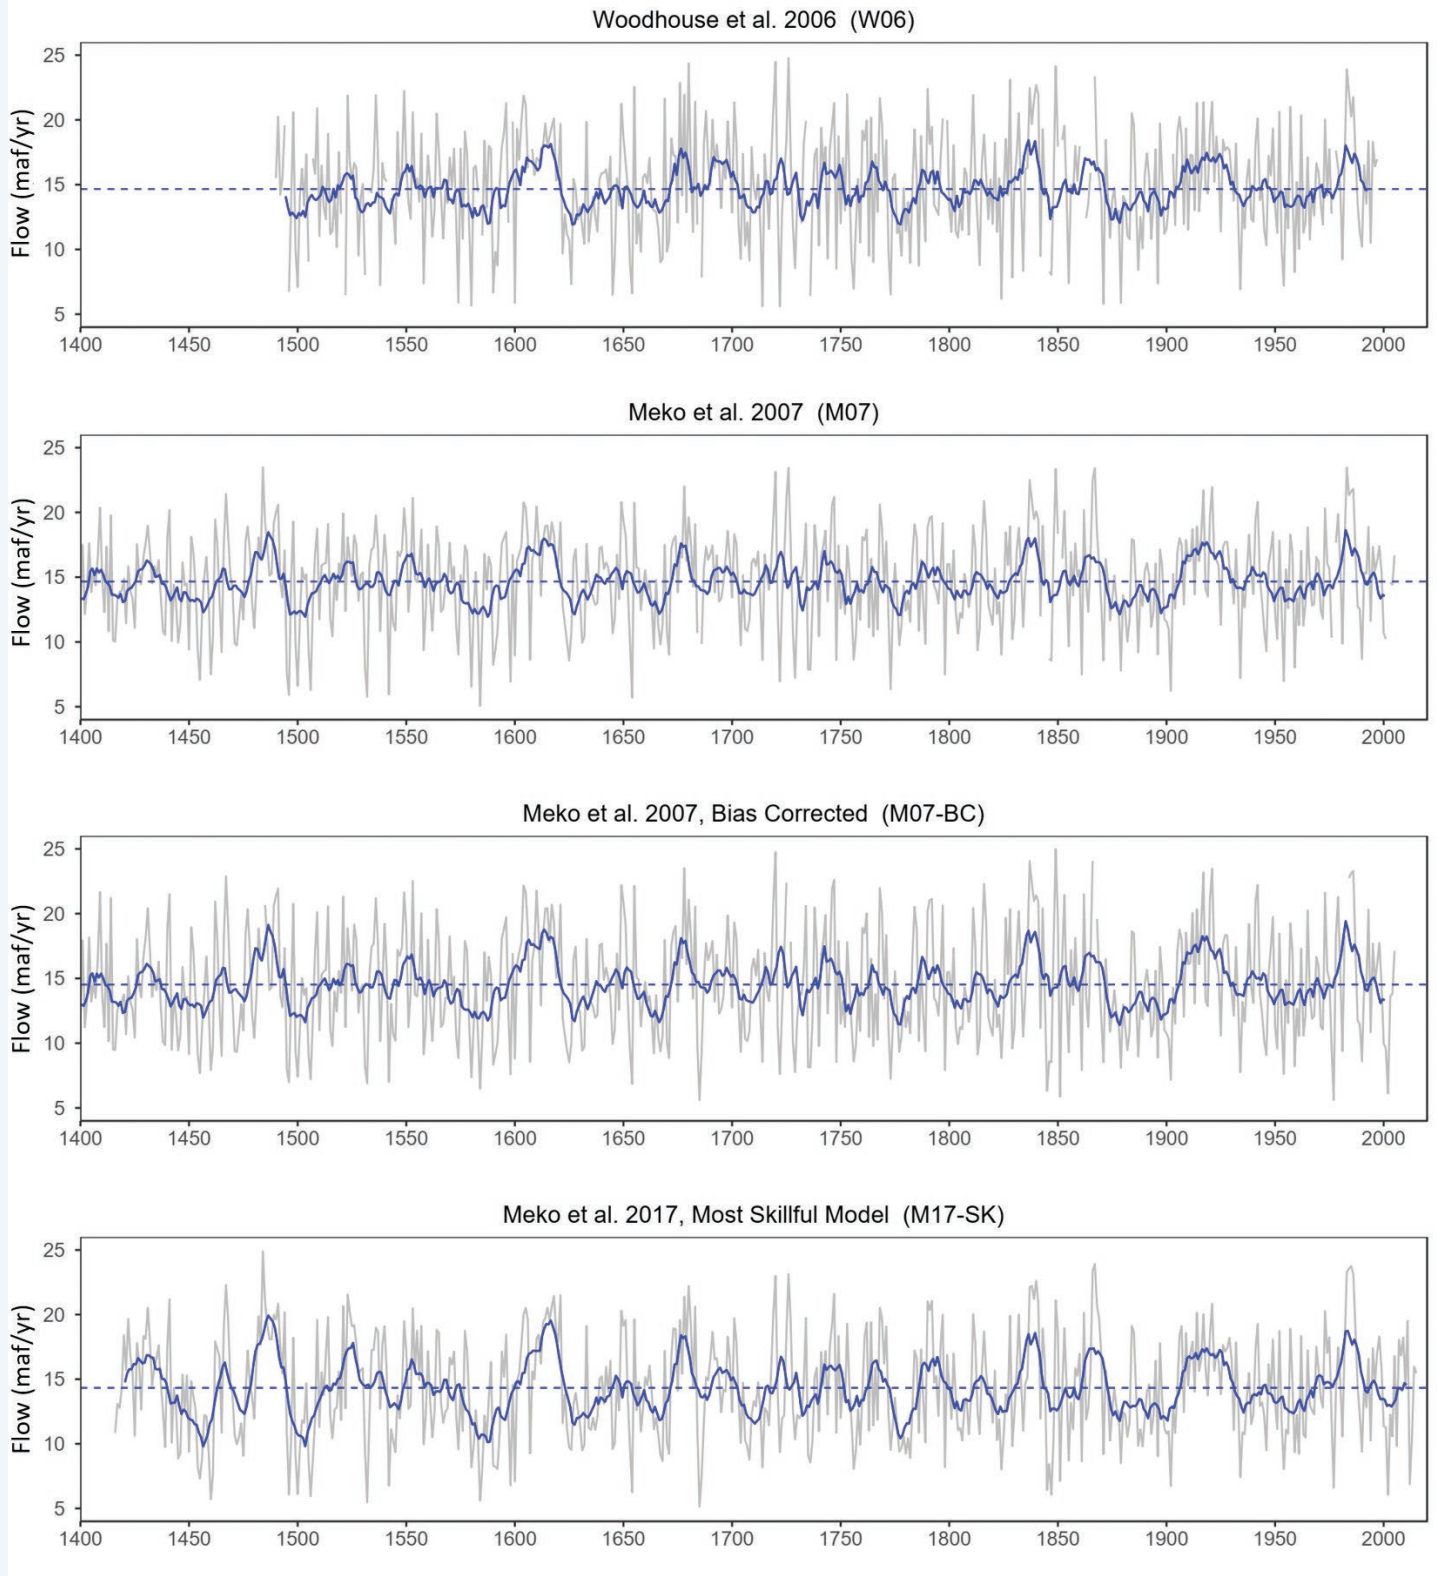 Woodhouse et al. 2006 (W06)
Flow (maf/yr)
25
20
15
10
5
1400 1450 1500 1550 1600 1650 1700 1750 1800 1850 1900 1950 2000
Meko et al. 2007 (M07)
Flow (maf/yr)
25
20
15
10
5
1400 1450 1500 1550 1600 1650 1700 1750 1800 1850 1900 1950 2000
Meko et al. 2007, Bias Corrected (M07-BC)
Flow (maf/yr)
25
20
15
10
5
1400 1450 1500 1550 1600 1650 1700 1750 1800 1850 1900 1950 2000
Meko et al. 2017, Most Skillful Model (M17-SK)
Flow (maf/yr)
25
20
15
10
5
1400 1450 1500 1550 1600 1650 1700 1750 1800 1850 1900 1950 2000